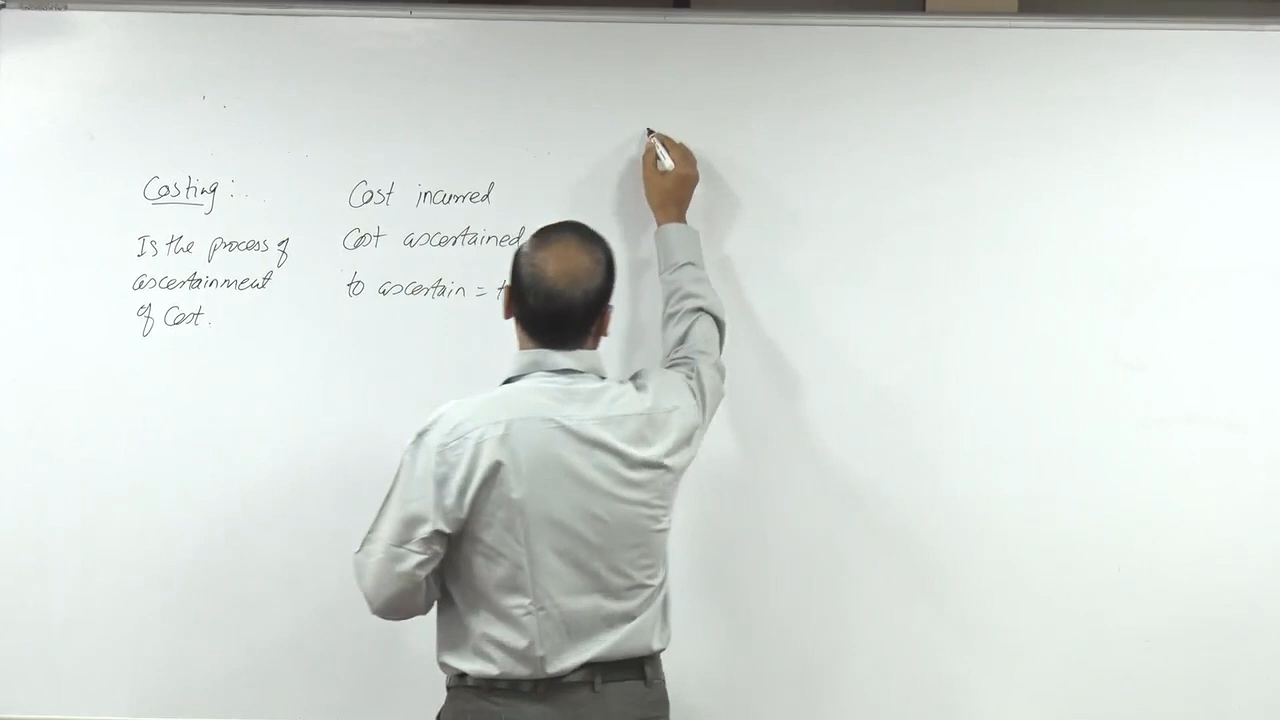 Costing :.
Is the process of
ascertainment
of Cost.
Cost incurred
Cost ascertained
to ascertain =